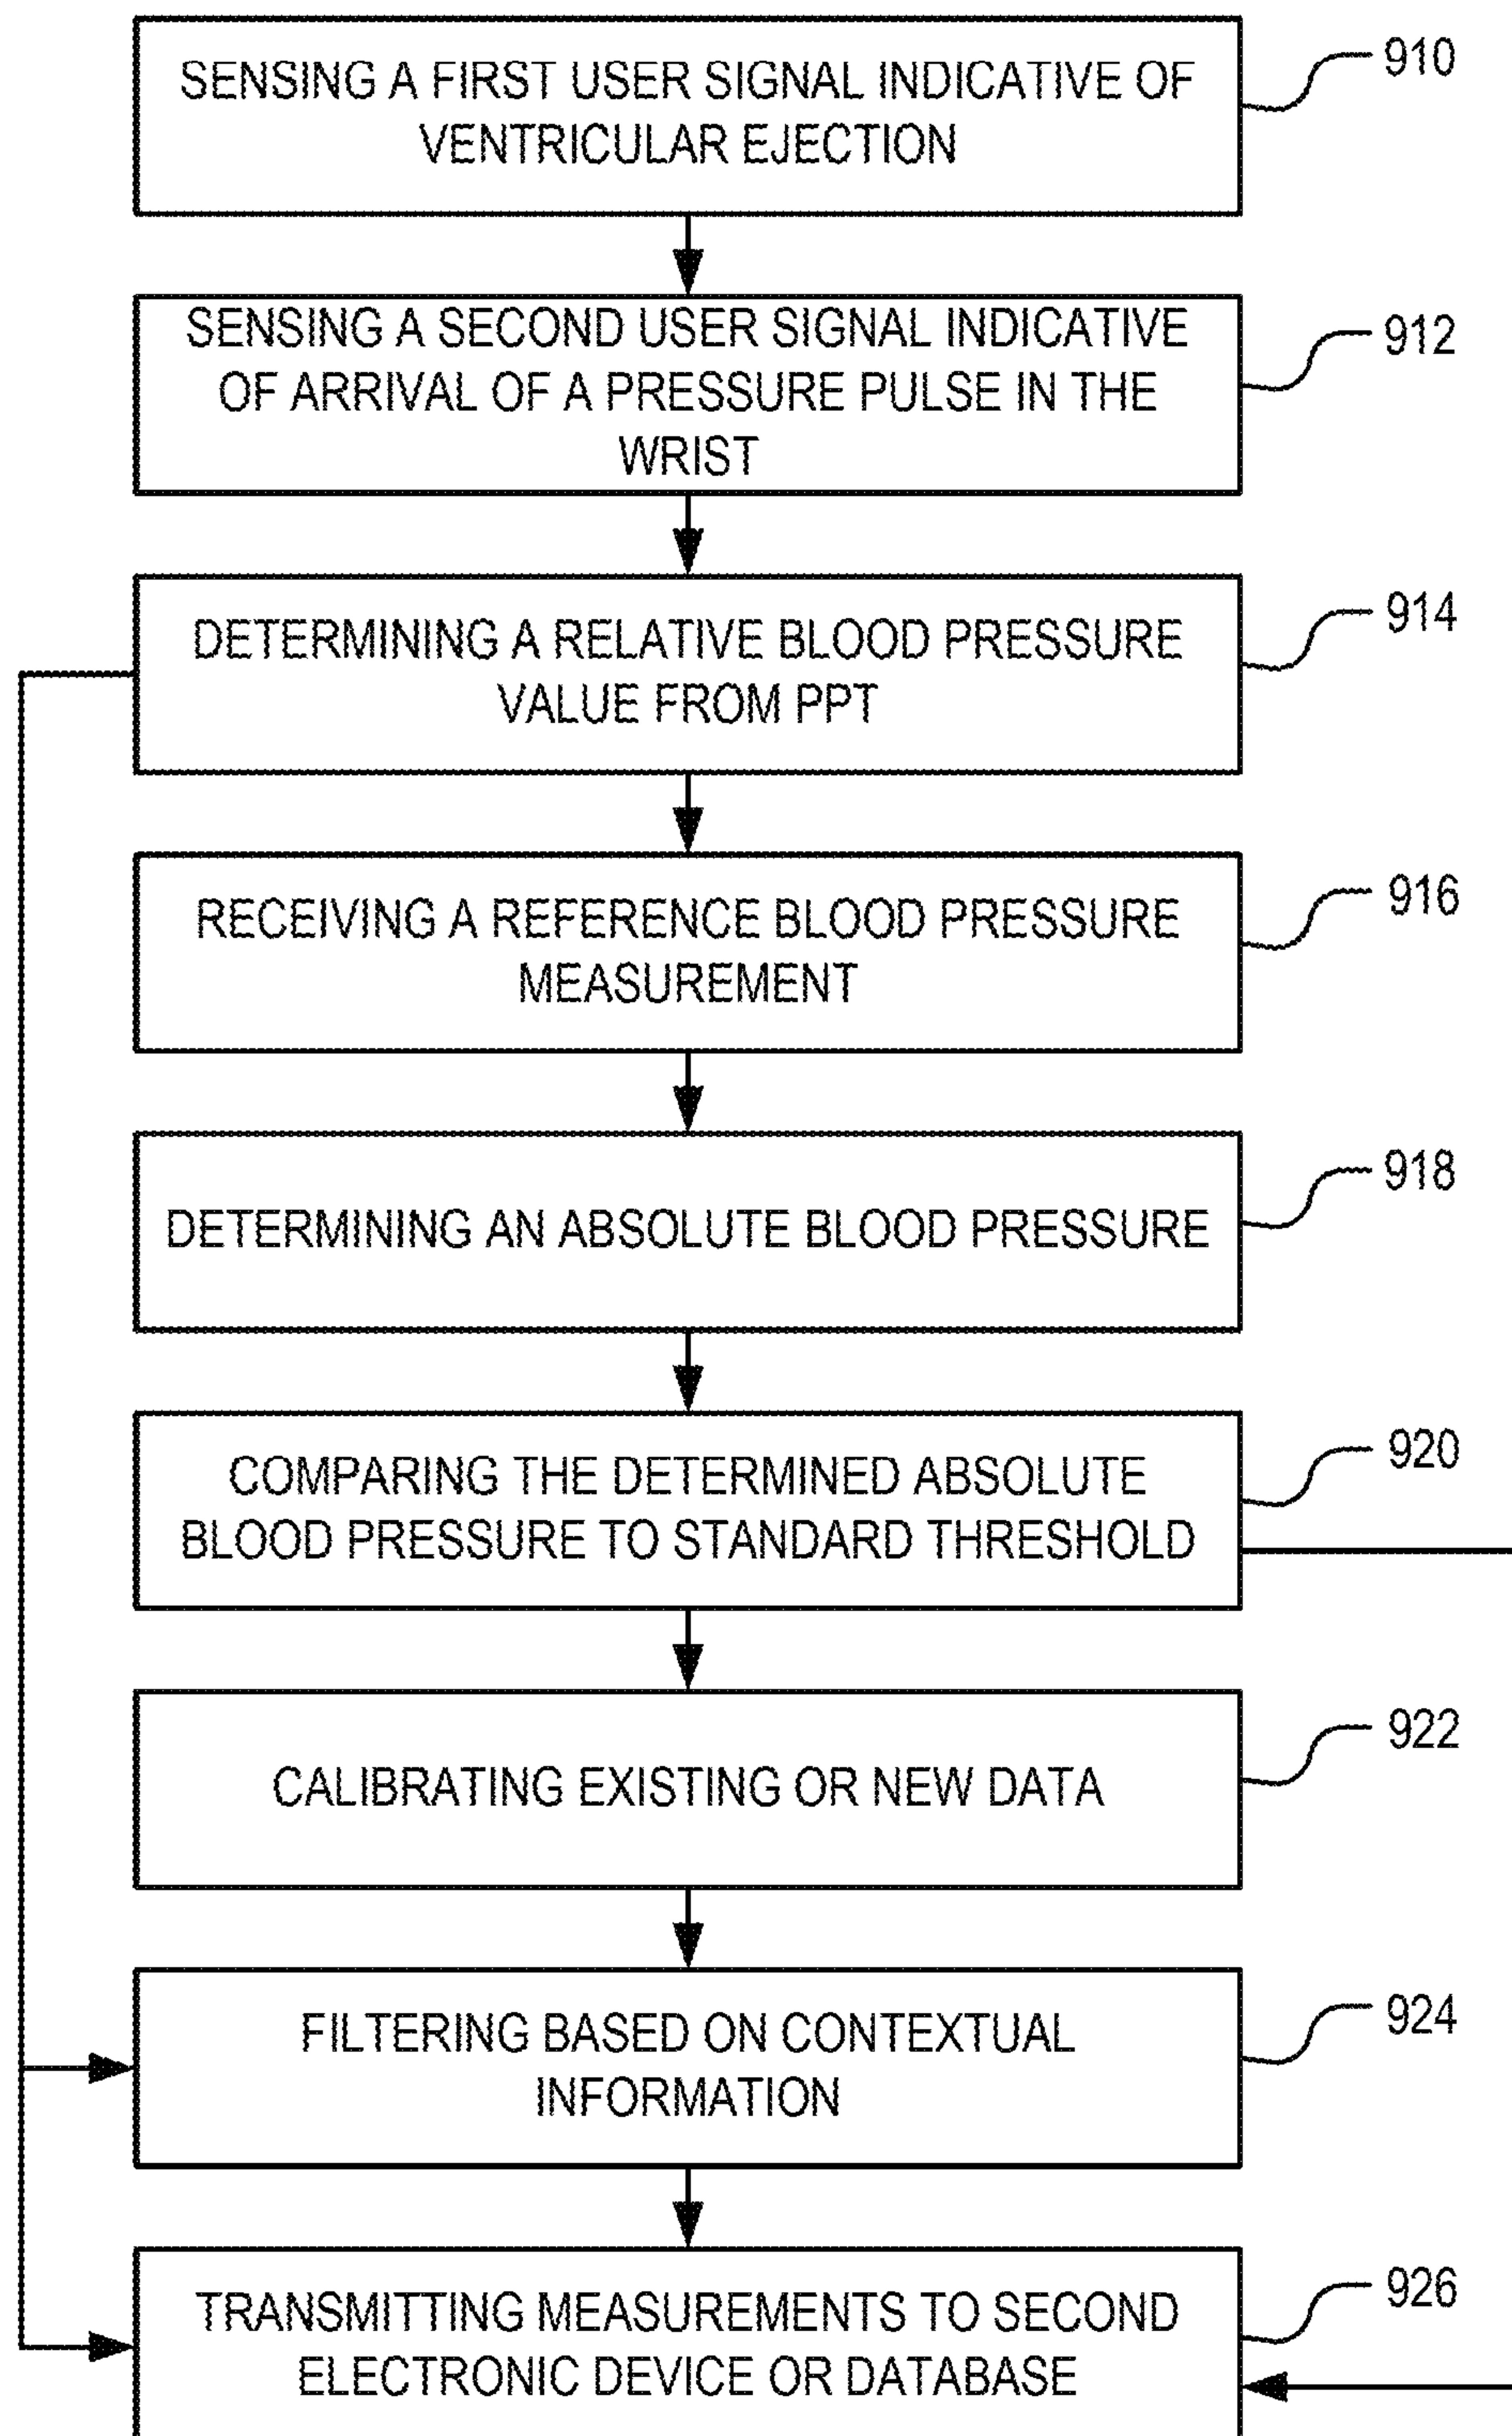 SENSING A FIRST USER SIGNAL INDICATIVE OF
VENTRICULAR EJECTION
910
SENSING A SECOND USER SIGNAL INDICATIVE
OF ARRIVAL OF A PRESSURE PULSE IN THE
WRIST
912
DETERMINING A RELATIVE BLOOD PRESSURE
VALUE FROM PPT
914
RECEIVING A REFERENCE BLOOD PRESSURE
MEASUREMENT
916
DETERMINING AN ABSOLUTE BLOOD PRESSURE
918
COMPARING THE DETERMINED ABSOLUTE
BLOOD PRESSURE TO STANDARD THRESHOLD
920
CALIBRATING EXISTING OR NEW DATA
922
FILTERING BASED ON CONTEXTUAL
INFORMATION
924
TRANSMITTING MEASUREMENTS TO SECOND
ELECTRONIC DEVICE OR DATABASE
926